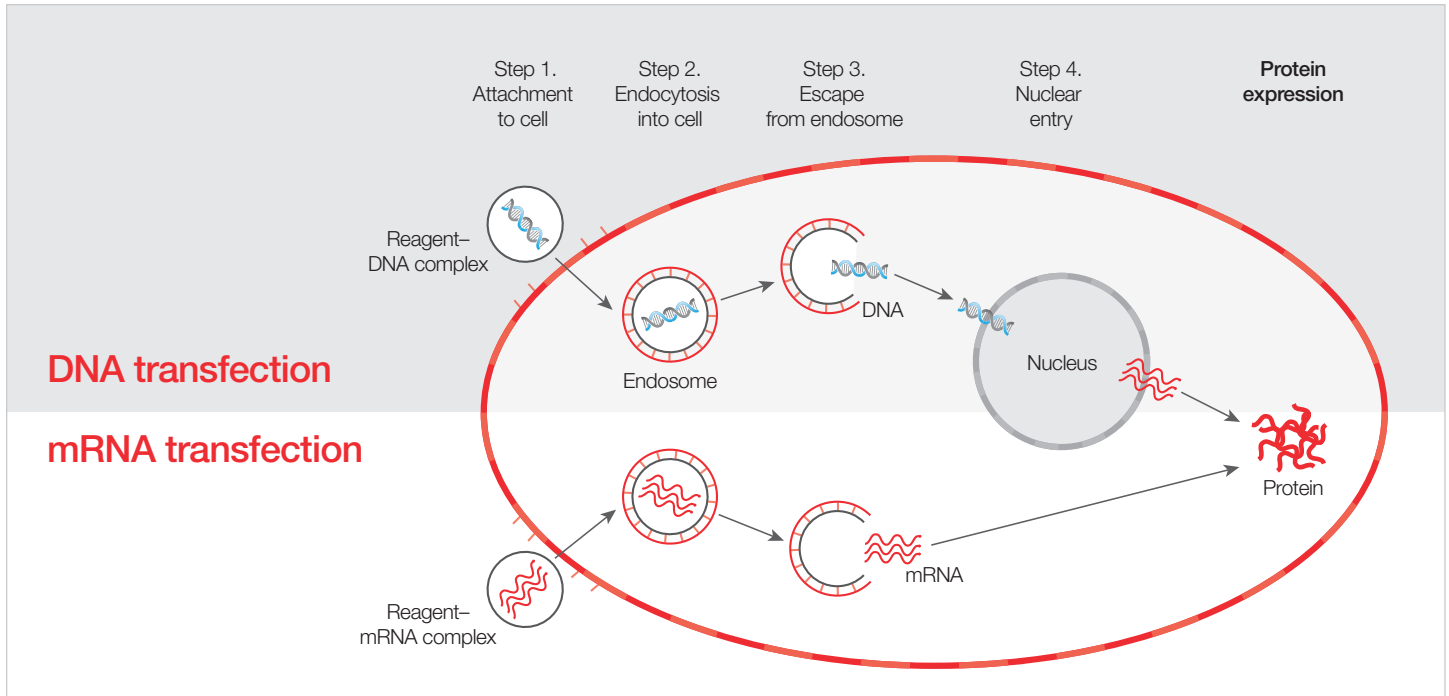 Step 1.
Attachment
to cell
Step 2.
Endocytosis
into cell
Step 3.
Escape
from endosome
Step 4.
Nuclear
entry
Protein
expression
Reagent–
DNA complex
DNA
Endosome
Nucleus
DNA transfection
mRNA transfection
Protein
mRNA
Reagent–
mRNA complex